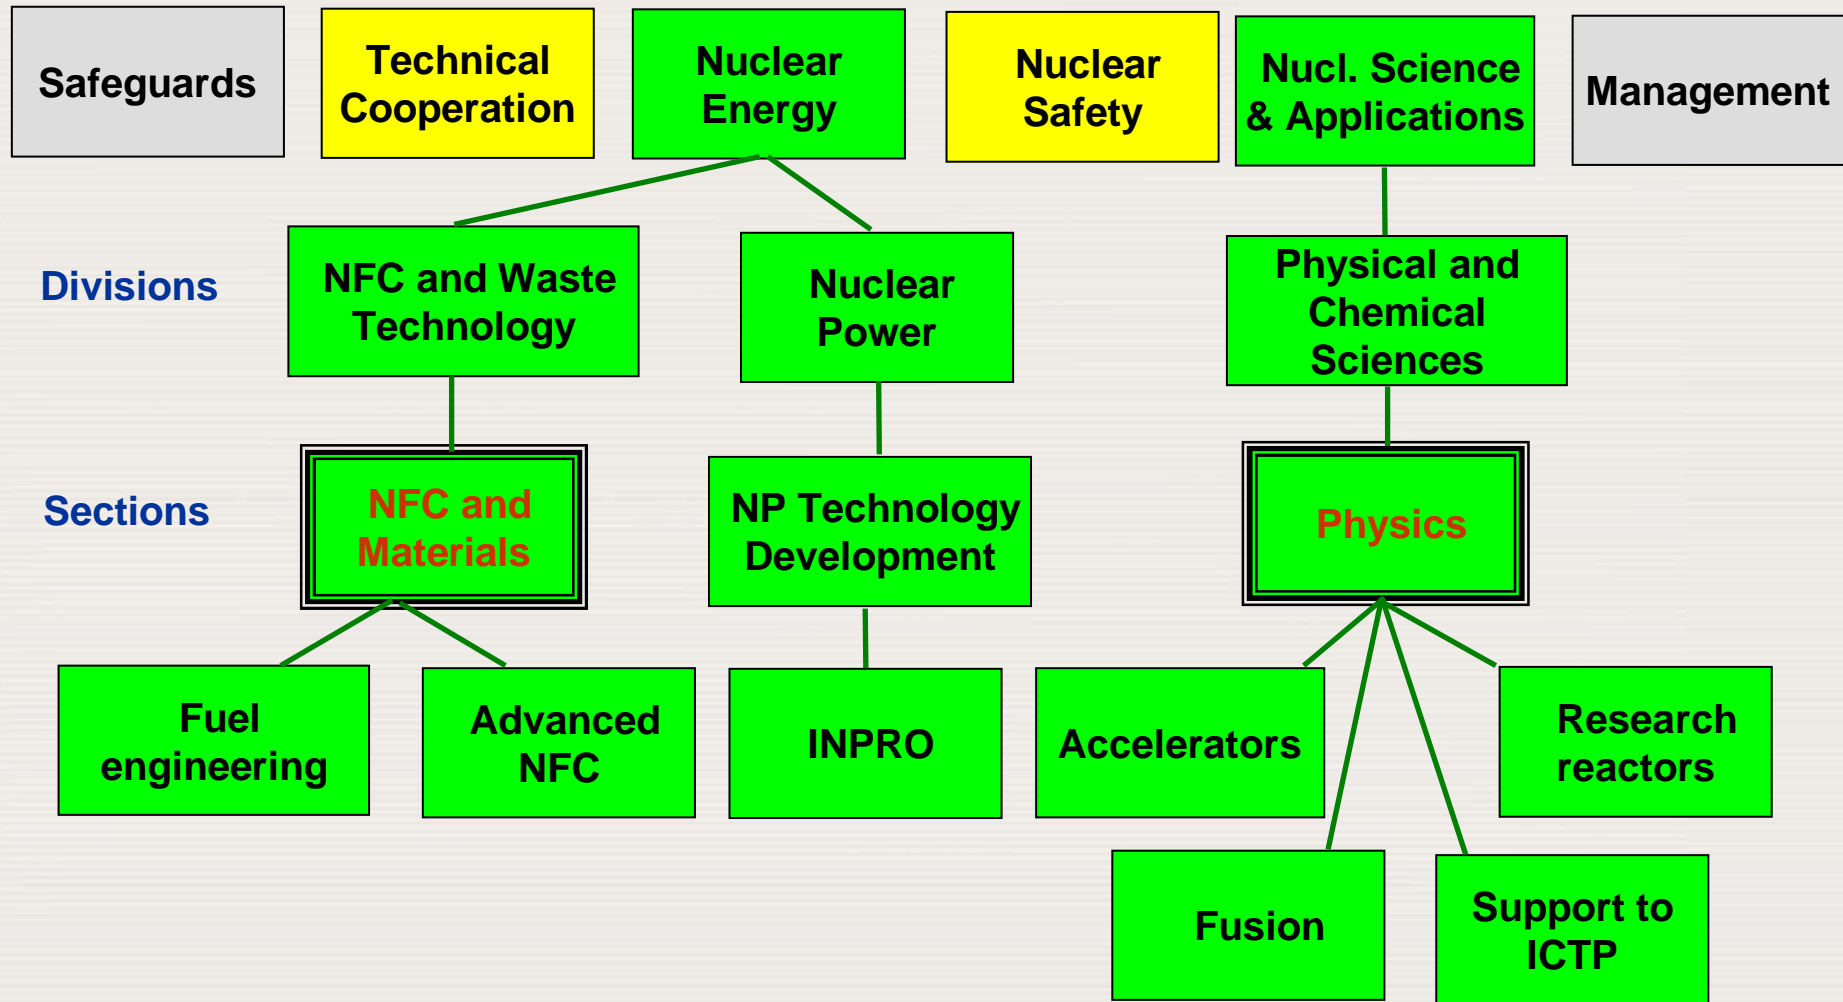 Safeguards
Technical
Cooperation
Nuclear
Energy
Nuclear
Safety
Nucl. Science
& Applications
Management
Divisions
NFC and Waste
Technology
Nuclear
Power
Physical and
Chemical
Sciences
Sections
NFC and
Materials
NP Technology
Development
Physics
Fuel
engineering
Advanced
NFC
INPRO
Accelerators
Research
reactors
Fusion
Support to
ICTP